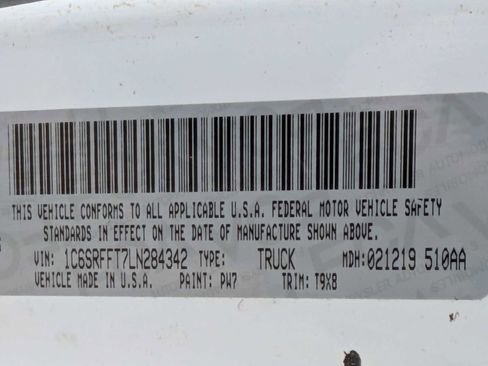 THIS VEHICLE CONFORMS TO ALL APPLICABLE U.S.A. FEDERAL MOTOR VEHICLE SAFETY
STANDARDS IN EFFECT ON THE DATE OF MANUFACTURE SHOWN ABOVE.
VIN: 1C6SRFFT7LN284342 TYPE: TRUCK MDH: 021219 510AA
VEHICLE MADE IN U.S.A. PAINT: PW7 TRIM: T9X8